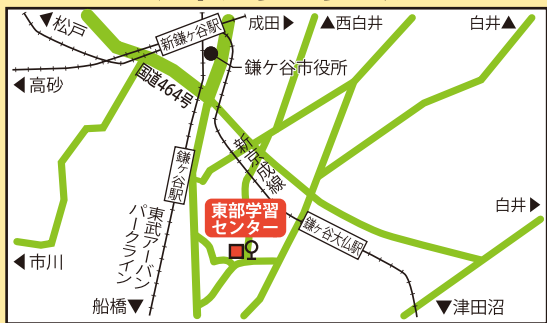 ◀松戸
新鎌ヶ谷駅
成田▶
▲西白井
白井▲
鎌ケ谷市役所
◀高砂
国道464号
新京成線
鎌ヶ谷駅
東部学習
センター
鎌ヶ谷大仏駅
白井▶
東武アーバン
パークライン
◀市川
船橋▼
▼津田沼